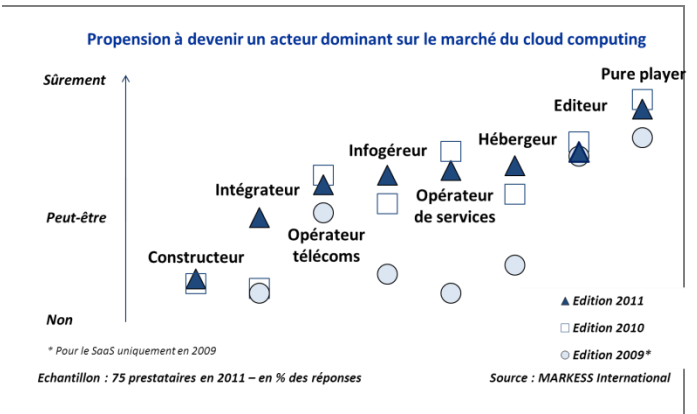 Propension à devenir un acteur dominant sur le marché du cloud computing
Sûrement
Pure player
Editeur
Hébergeur
Infogéreur
Intégrateur
Opérateur
de services
Peut-être
Opérateur
télécoms
Constructeur
Non
Edition 2011
Edition 2010
Edition 2009*
* Pour le SaaS uniquement en 2009
Echantillon : 75 prestataires en 2011 – en % des réponses
Source : MARKESS International